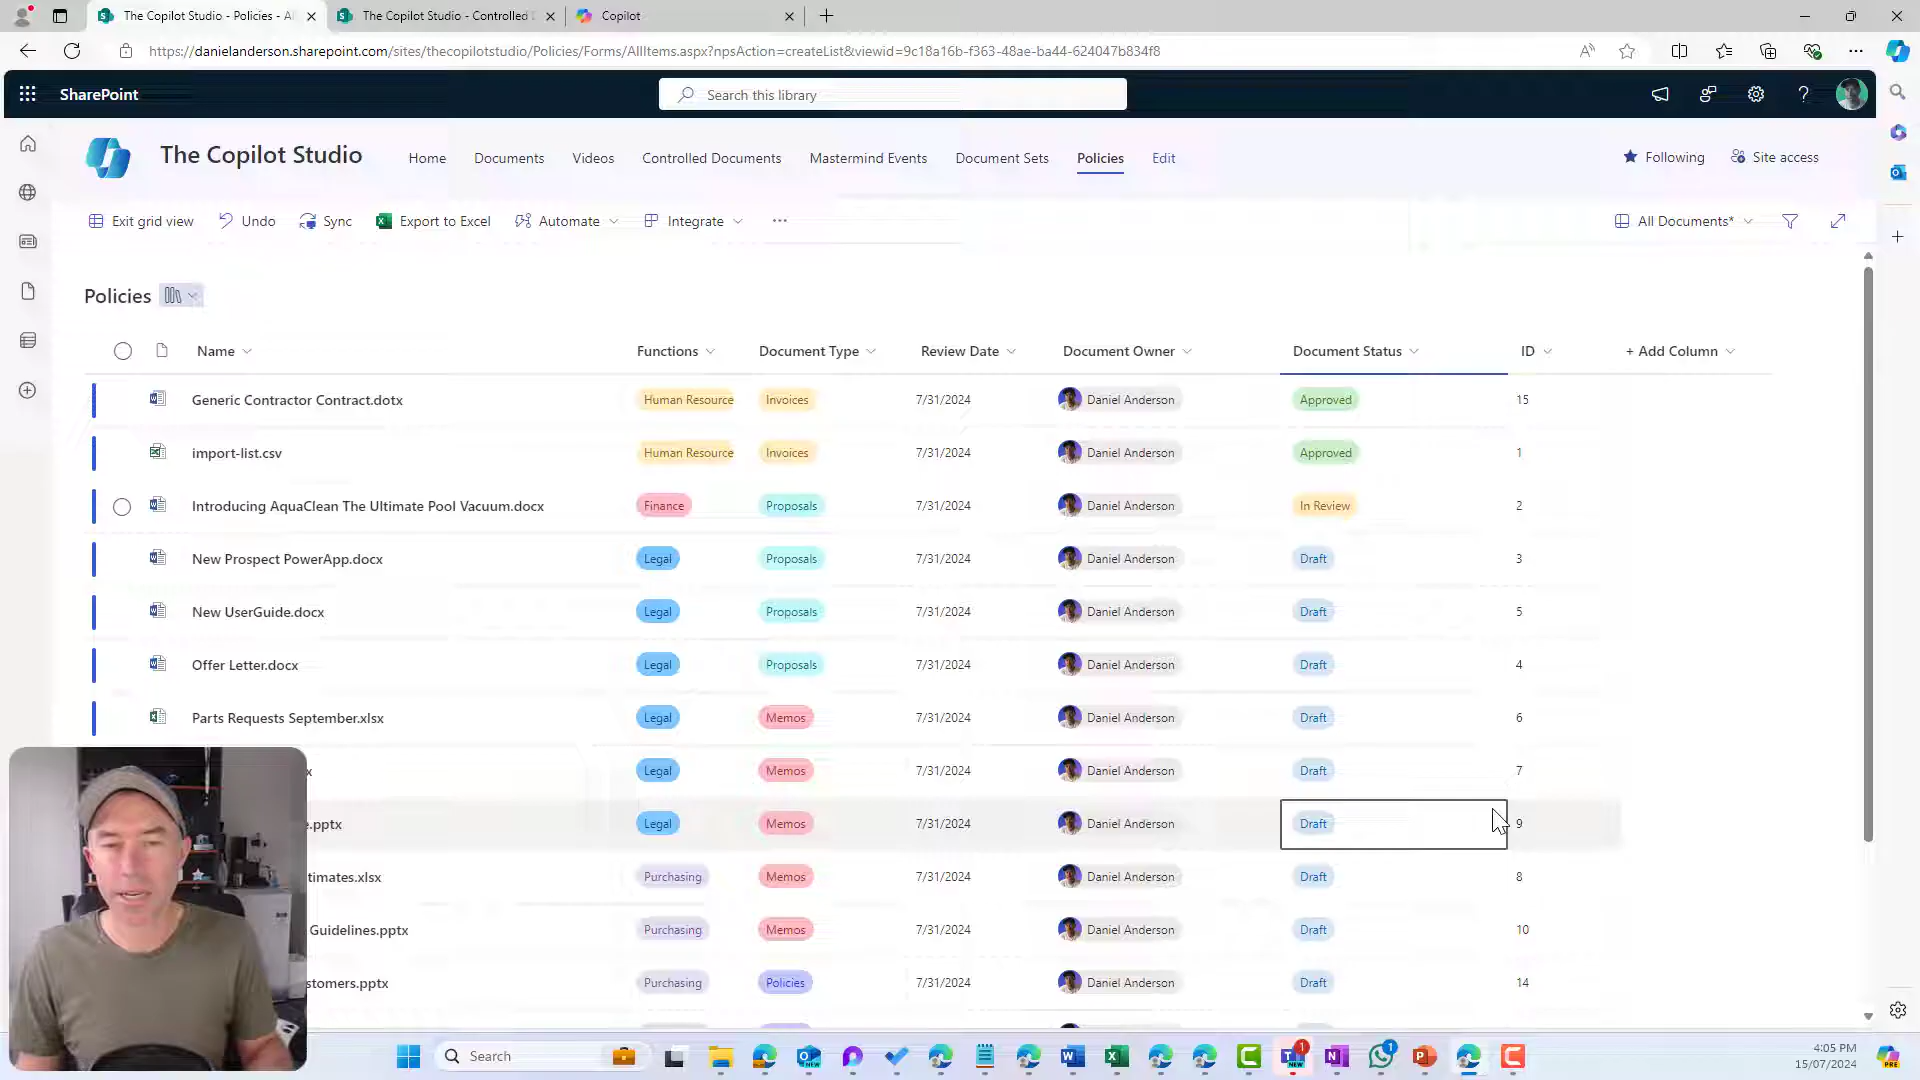 The Copilot Studio - Policies - Al
The Copilot Studio - Controlled D
Copilot
https://danielanderson.sharepoint.com/sites/thecopilotstudio/Policies/Forms/AllItems.aspx?npsAction=createList&viewid=9c18a16b-f363-48ae-ba44-624047b834f8
SharePoint
Search this library
The Copilot Studio
Home
Documents
Videos
Controlled Documents
Mastermind Events
Document Sets
Policies
Edit
Following
Site access
Exit grid view
Undo
Sync
Export to Excel
Automate
Integrate
All Documents*
Policies
Name Functions Document Type Review Date Document Owner Document Status ID + Add Column
Generic Contractor Contract.dotx Human Resource Invoices 7/31/2024 Daniel Anderson Approved 15
import-list.csv Human Resource Invoices 7/31/2024 Daniel Anderson Approved 1
Introducing AquaClean The Ultimate Pool Vacuum.docx Finance Proposals 7/31/2024 Daniel Anderson In Review 2
New Prospect PowerApp.docx Legal Proposals 7/31/2024 Daniel Anderson Draft 3
New UserGuide.docx Legal Proposals 7/31/2024 Daniel Anderson Draft 5
Offer Letter.docx Legal Proposals 7/31/2024 Daniel Anderson Draft 4
Parts Requests September.xlsx Legal Memos 7/31/2024 Daniel Anderson Draft 6
x Legal Memos 7/31/2024 Daniel Anderson Draft 7
e.pptx Legal Memos 7/31/2024 Daniel Anderson Draft 9
timates.xlsx Purchasing Memos 7/31/2024 Daniel Anderson Draft 8
Guidelines.pptx Purchasing Memos 7/31/2024 Daniel Anderson Draft 10
stomers.pptx Purchasing Policies 7/31/2024 Daniel Anderson Draft 14
Search
NEW
1
NEW
1
4:05 PM
15/07/2024
PRE